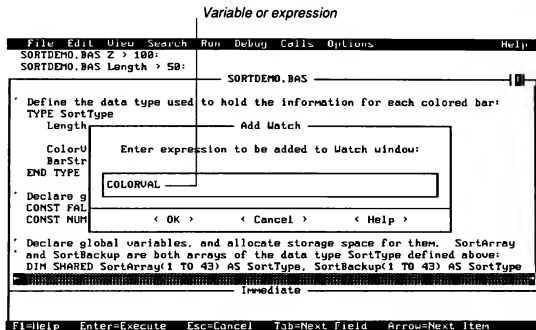 Variable or expression
File Edit View Search Run Debug Calls Options Help
SORTDEMO.BAS Z > 100:
SORTDEMO.BAS Length > 50:
SORTDEMO.BAS
' Define the data type used to hold the information for each colored bar:
TYPE SortType
Length
Add Watch
ColorV
Enter expression to be added to Watch window:
BarStr
END TYPE
COLORVAL
' Declare g
CONST FAL
CONST NUM
< OK > < Cancel > < Help >
' Declare global variables, and allocate storage space for them. SortArray
' and SortBackup are both arrays of the data type SortType defined above:
DIM SHARED SortArray(1 TO 43) AS SortType, SortBackup(1 TO 43) AS SortType
Immediate
F1=Help Enter=Execute Esc=Cancel Tab=Next Field Arrow=Next Item